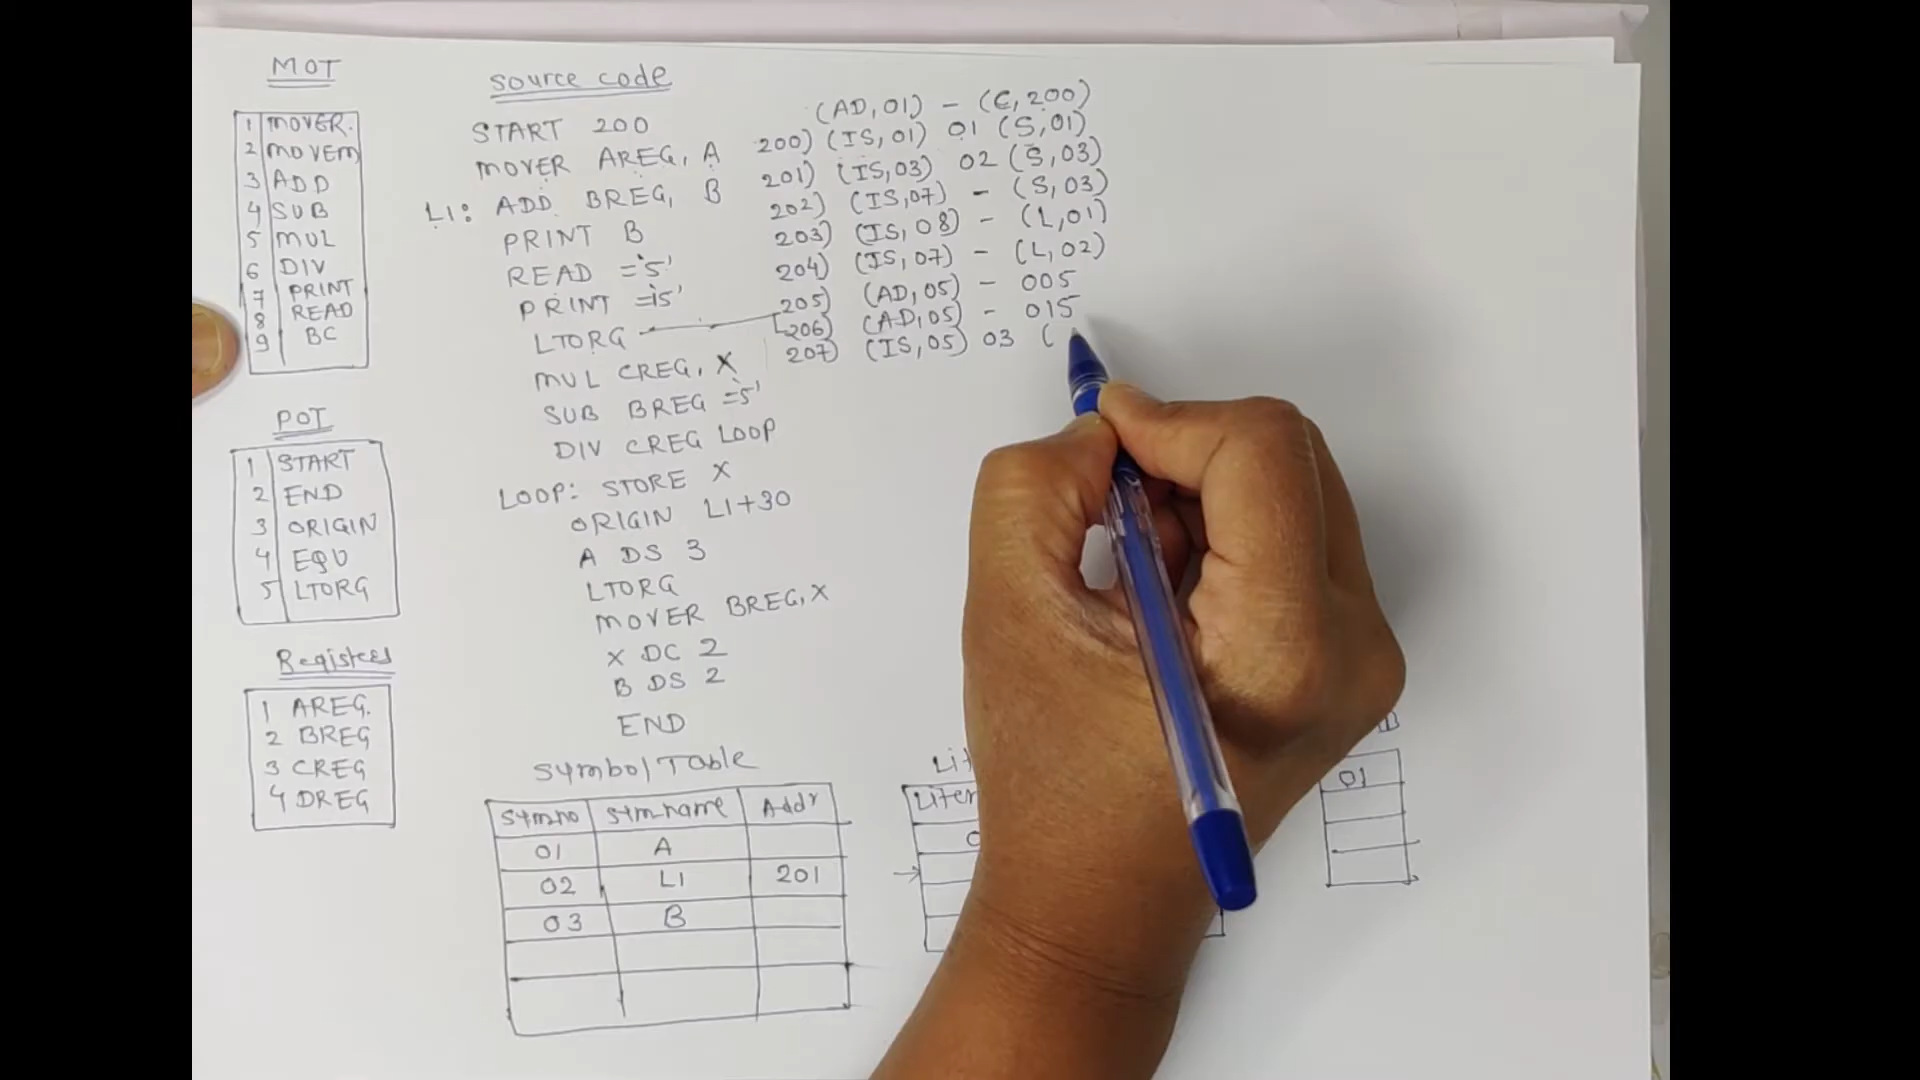 MOT
1 MOVER.
2 MOVEM
3 ADD
4 SUB
5 MUL
6 DIV
7 PRINT
8 READ
9 BC
POT
1 START
2 END
3 ORIGIN
4 EQU
5 LTORG
Registers
1 AREG.
2 BREG
3 CREG
4 DREG
source code
START 200
MOVER AREG, A
L1: ADD BREG, B
PRINT B
READ ='5'
PRINT ='15'
LTORG
MUL CREG, X
SUB BREG ='5'
DIV CREG LOOP
LOOP: STORE X
ORIGIN L1+30
A DS 3
LTORG
MOVER BREG, X
X DC 2
B DS 2
END
(AD,01) - (C,200)
200) (IS,01) 01 (S,01)
201) (IS,03) 02 (S,03)
202) (IS,07) - (S,03)
203) (IS,08) - (L,01)
204) (IS,07) - (L,02)
205) (AD,05) - 005
206) (AD,05) - 015
207) (IS,05) 03 (
Symbol Table
Sym.no Sym.name Addr
01 A
02 L1 201
03 B
Lit
Liter
01